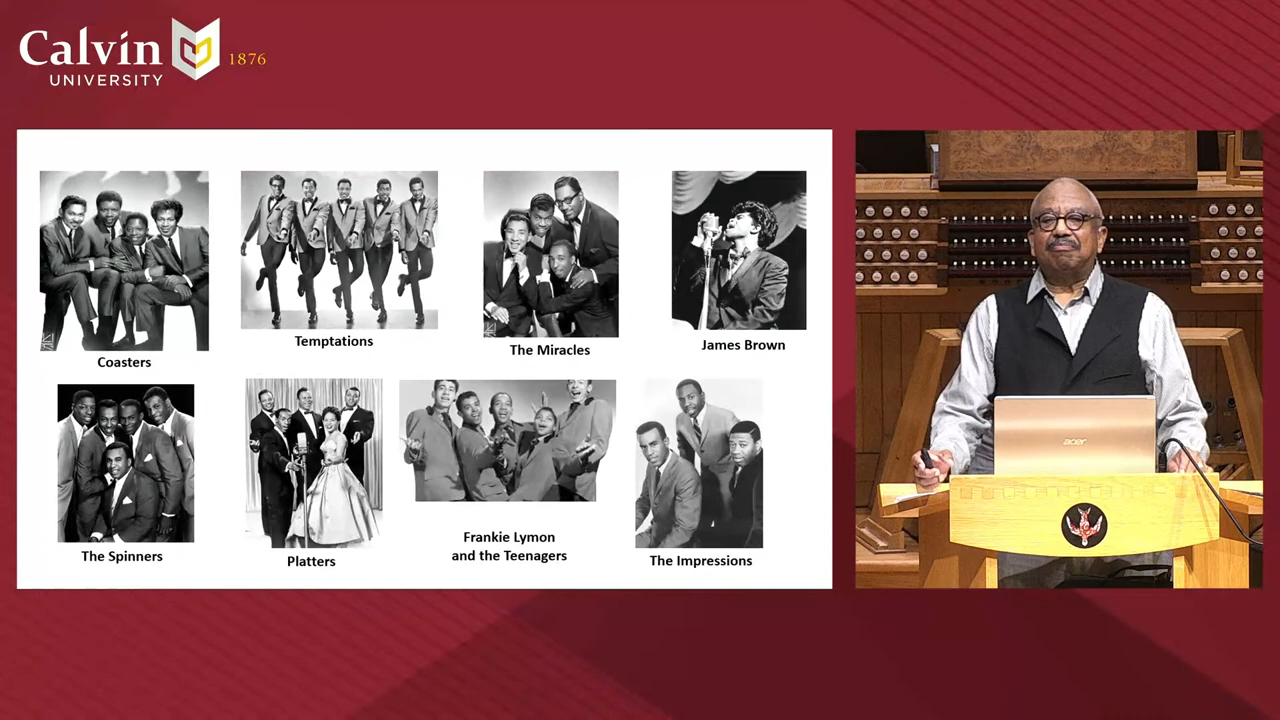 Calvin
UNIVERSITY
1876
Coasters
Temptations
The Miracles
James Brown
The Spinners
Platters
Frankie Lymon
and the Teenagers
The Impressions
acer